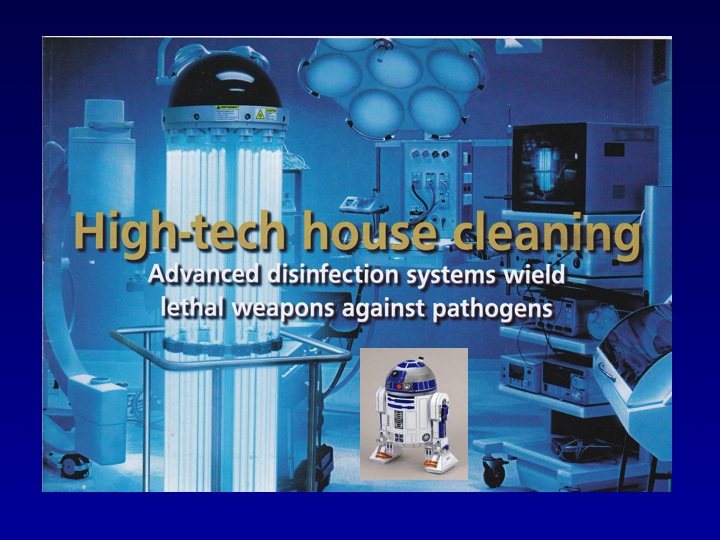 High-tech house cleaning
Advanced disinfection systems wield
lethal weapons against pathogens